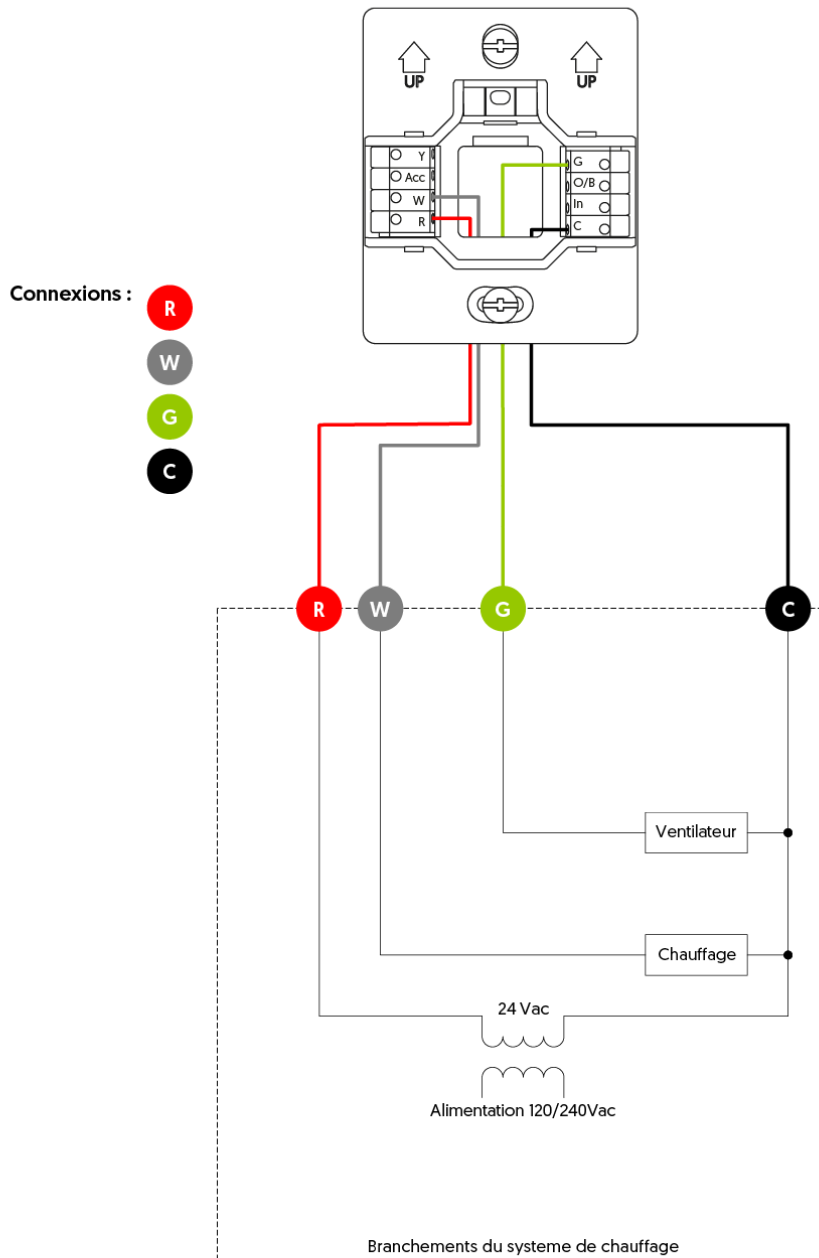 UP
UP
Y
Acc
W
R
G
O/B
In
C
Connexions :
R
W
G
C
R
W
G
C
Ventilateur
Chauffage
24 Vac
Alimentation 120/240Vac
Branchements du systeme de chauffage